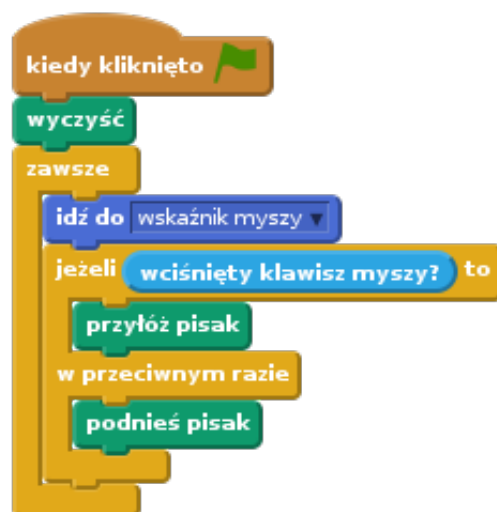 kiedy kliknięto
wyczyść
zawsze
idź do wskaźnik myszy
jeżeli wciśnięty klawisz myszy? to
przyłóż pisak
w przeciwnym razie
podnieś pisak